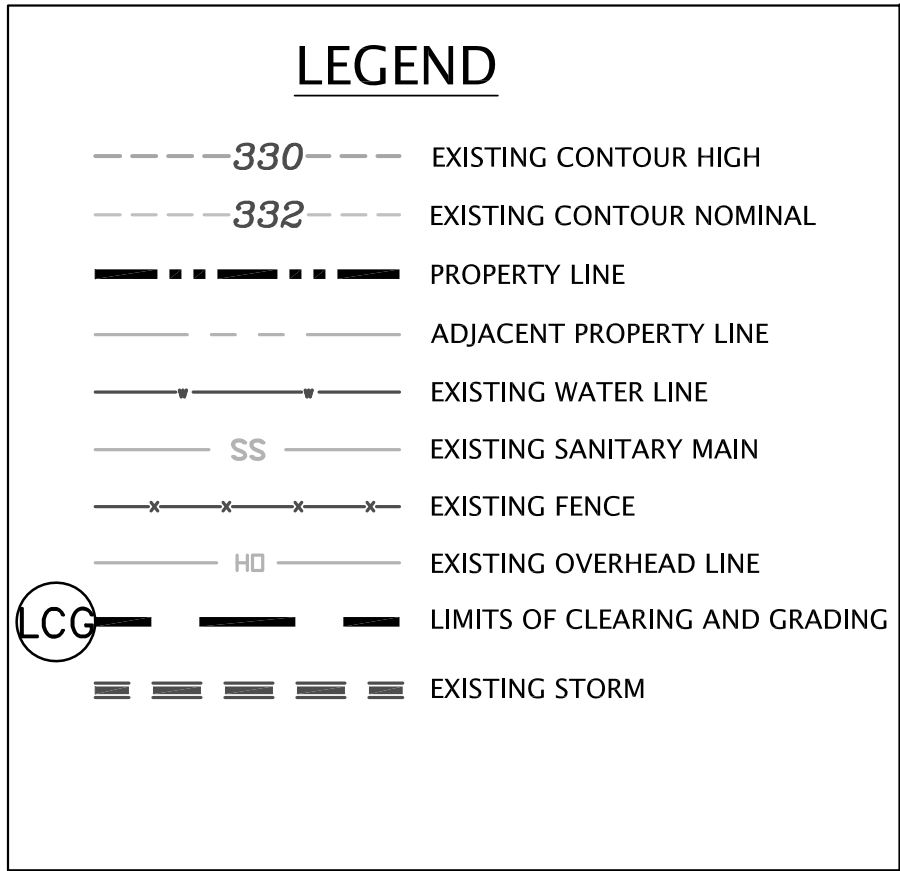 LEGEND
330 EXISTING CONTOUR HIGH
332 EXISTING CONTOUR NOMINAL
PROPERTY LINE
ADJACENT PROPERTY LINE
W W EXISTING WATER LINE
SS EXISTING SANITARY MAIN
X X X X EXISTING FENCE
HO EXISTING OVERHEAD LINE
LCG LIMITS OF CLEARING AND GRADING
EXISTING STORM